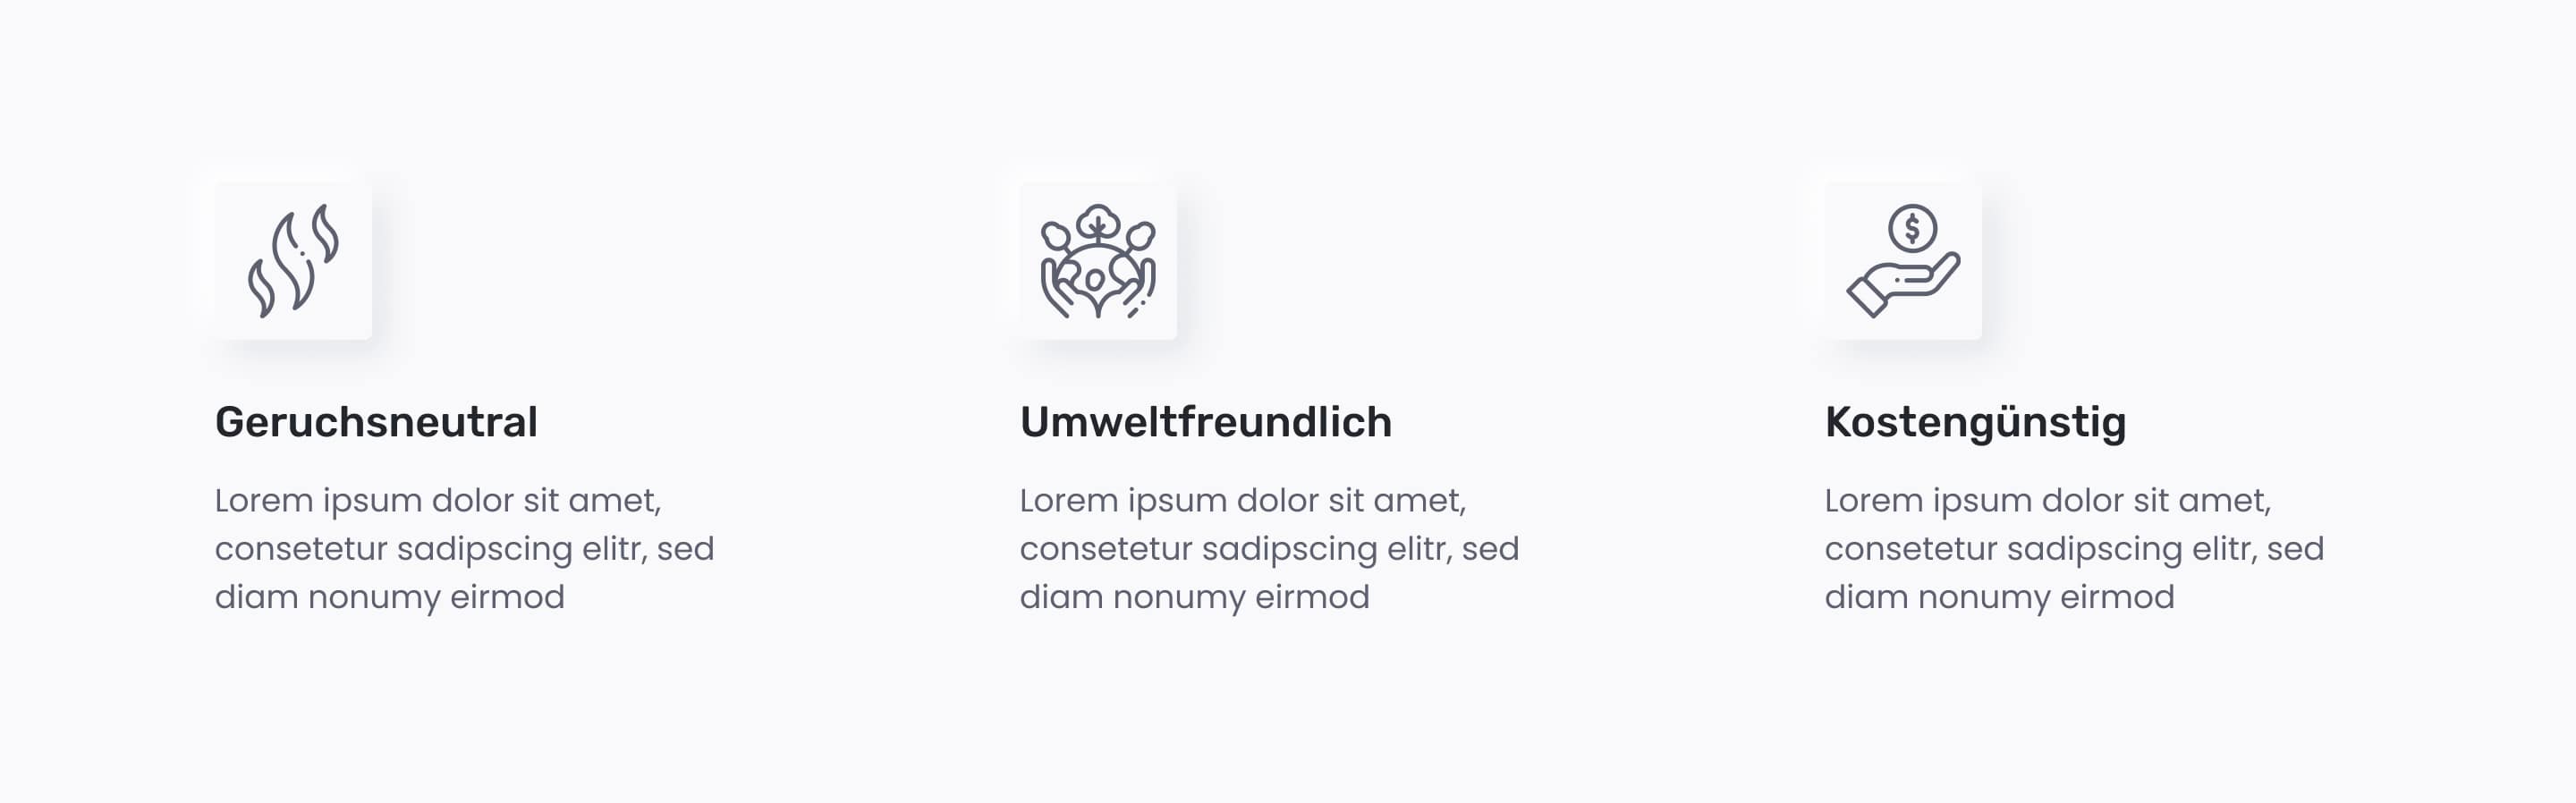 $
Geruchsneutral
Lorem ipsum dolor sit amet,
consetetur sadipscing elitr, sed
diam nonumy eirmod
Umweltfreundlich
Lorem ipsum dolor sit amet,
consetetur sadipscing elitr, sed
diam nonumy eirmod
Kostengünstig
Lorem ipsum dolor sit amet,
consetetur sadipscing elitr, sed
diam nonumy eirmod